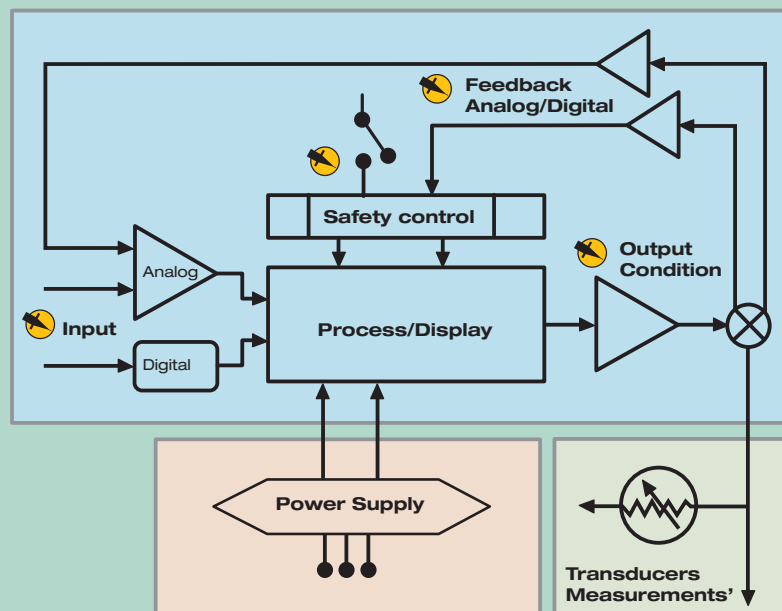 Feedback
Analog/Digital
Safety control
Output
Condition
Analog
Input
Process/Display
Digital
Power Supply
Transducers
Measurements'